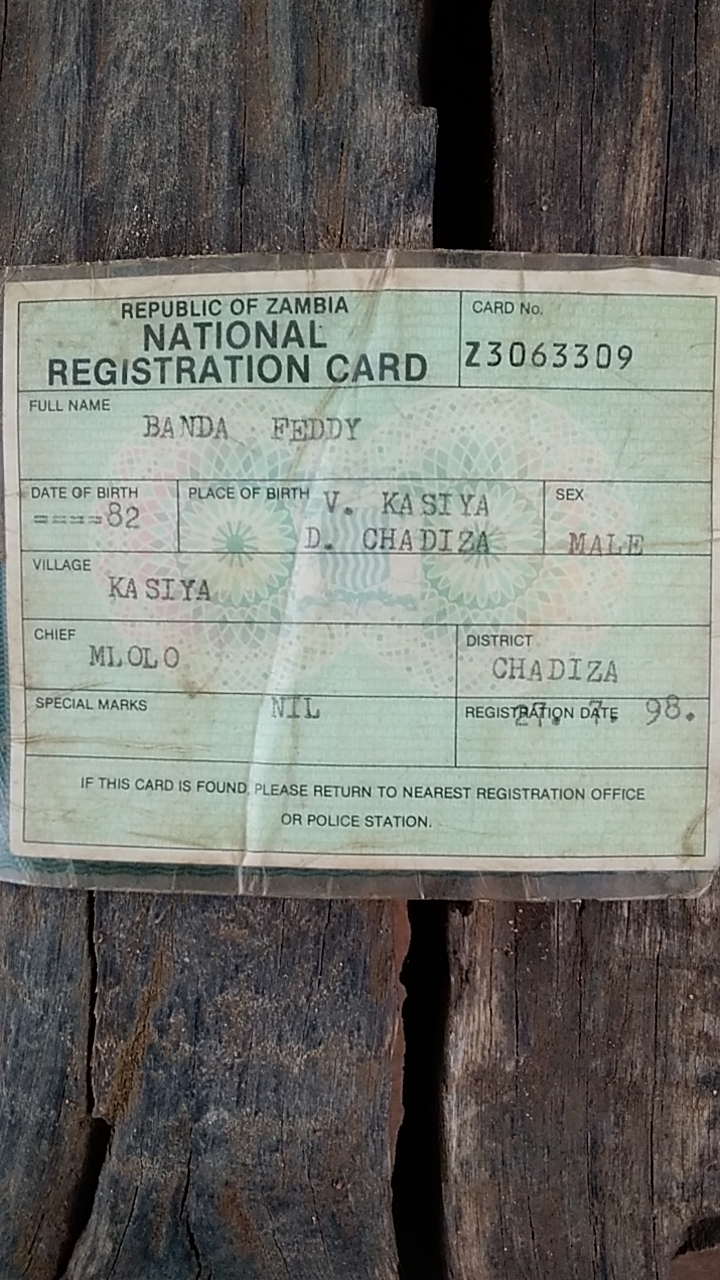 REPUBLIC OF ZAMBIA
NATIONAL
REGISTRATION CARD
CARD No.
Z3063309
FULL NAME
BANDA FEDDY
DATE OF BIRTH
====82
PLACE OF BIRTH V. KASIYA
D. CHADIZA
SEX
MALE
VILLAGE
KASIYA
CHIEF
MLOLO
DISTRICT
CHADIZA
SPECIAL MARKS NIL
REGISTRATION DATE 27. 7. 98.
IF THIS CARD IS FOUND PLEASE RETURN TO NEAREST REGISTRATION OFFICE
OR POLICE STATION.